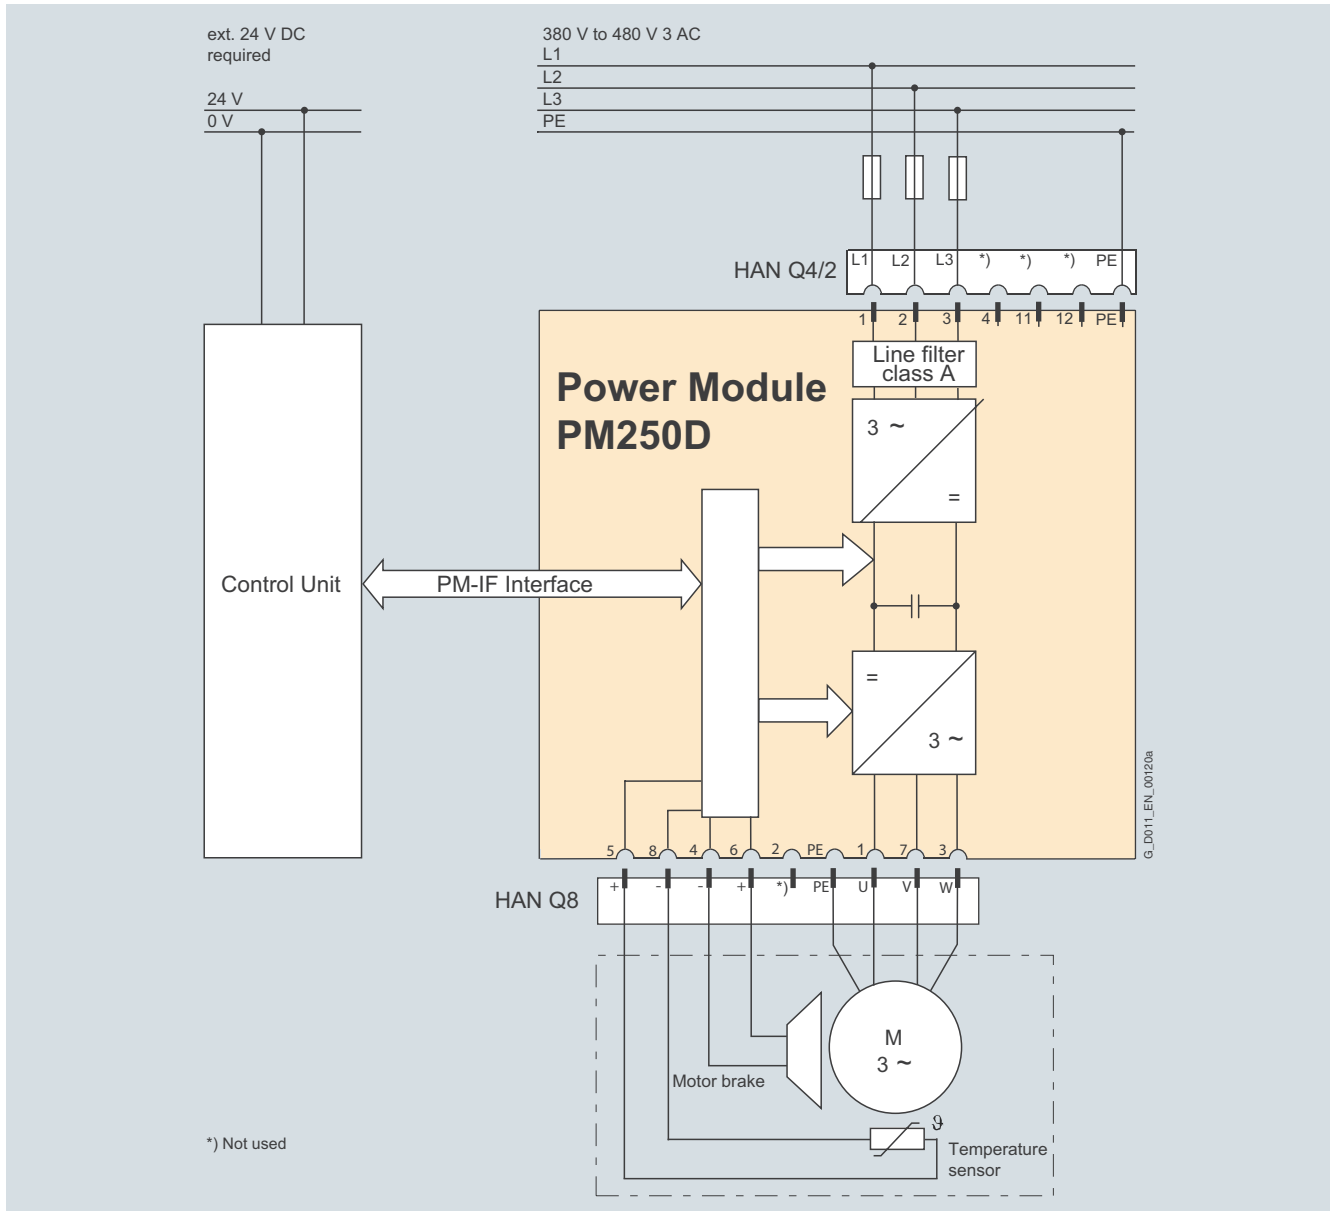 ext. 24 V DC
required
380 V to 480 V 3 AC
L1
L2
24 V
L3
0 V
PE
HAN Q4/2
L1 L2 L3 *) *) *) PE
1 2 3 4 11 12 PE
Line filter
class A
Power Module
PM250D
3 ~
=
Control Unit
PM-IF Interface
=
3 ~
5 8 4 6 2 PE 1 7 3
HAN Q8
+ - - + *) PE U V W
M
3 ~
Motor brake
ϑ
Temperature
sensor
*) Not used
G_D011_EN_00120a